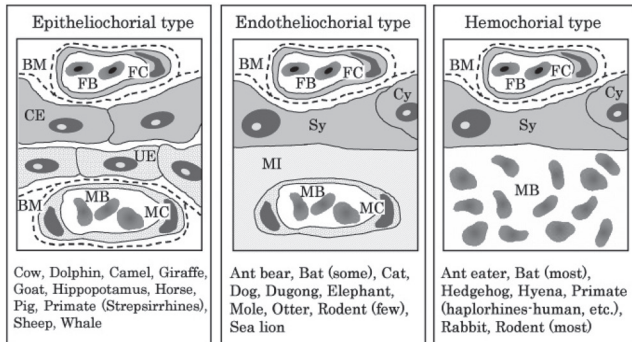 Epitheliochorial type
BM
FB
FC
CE
UE
BM
MB
MC
Cow, Dolphin, Camel, Giraffe,
Goat, Hippopotamus, Horse,
Pig, Primate (Strepsirrhines),
Sheep, Whale
Endotheliochorial type
BM
FB
FC
Cy
Sy
MI
MB
MC
Ant bear, Bat (some), Cat,
Dog, Dugong, Elephant,
Mole, Otter, Rodent (few),
Sea lion
Hemochorial type
BM
FB
FC
Cy
Sy
MB
Ant eater, Bat (most),
Hedgehog, Hyena, Primate
(haplorhines-human, etc.),
Rabbit, Rodent (most)